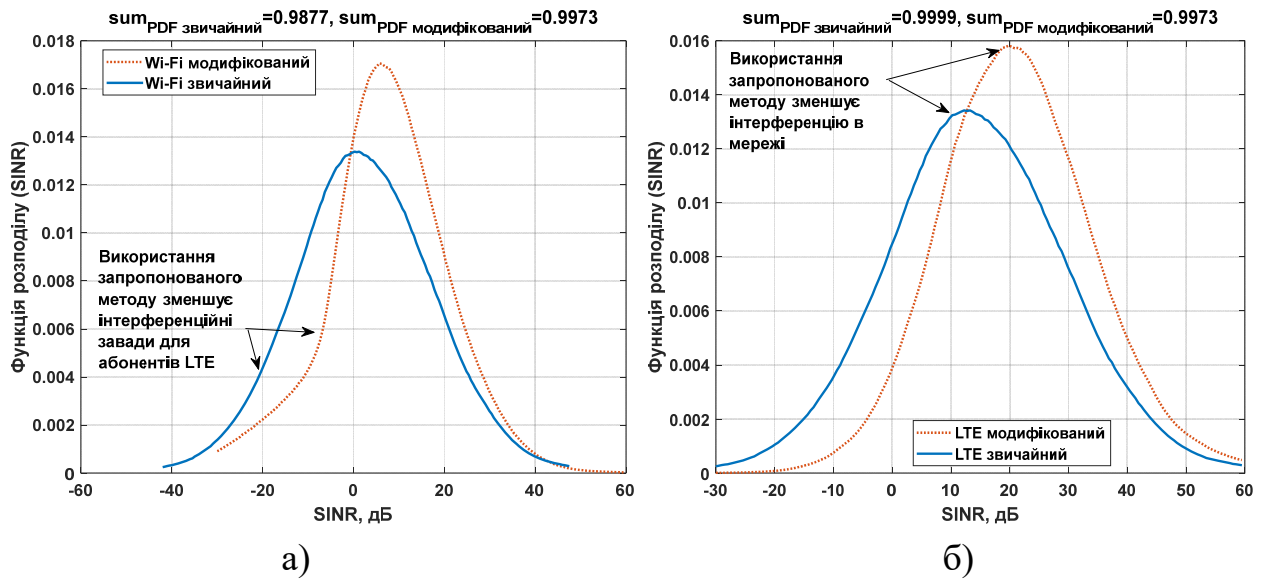 sumPDF звичайний=0.9877, sumPDF модифікований=0.9973
0.018
0.016
0.014
0.012
0.01
0.008
0.006
0.004
0.002
0
Функція розподілу (SINR)
Wi-Fi модифікований
Wi-Fi звичайний
Використання
запропонованого
методу зменшує
інтерференційні
завади для
абонентів LTE
-60 -40 -20 0 20 40 60
SINR, дБ
а)
sumPDF звичайний=0.9999, sumPDF модифікований=0.9973
0.016
0.014
0.012
0.01
0.008
0.006
0.004
0.002
0
Функція розподілу (SINR)
Використання
запропонованого
методу зменшує
інтерференцію в
мережі
LTE модифікований
LTE звичайний
-30 -20 -10 0 10 20 30 40 50 60
SINR, дБ
б)